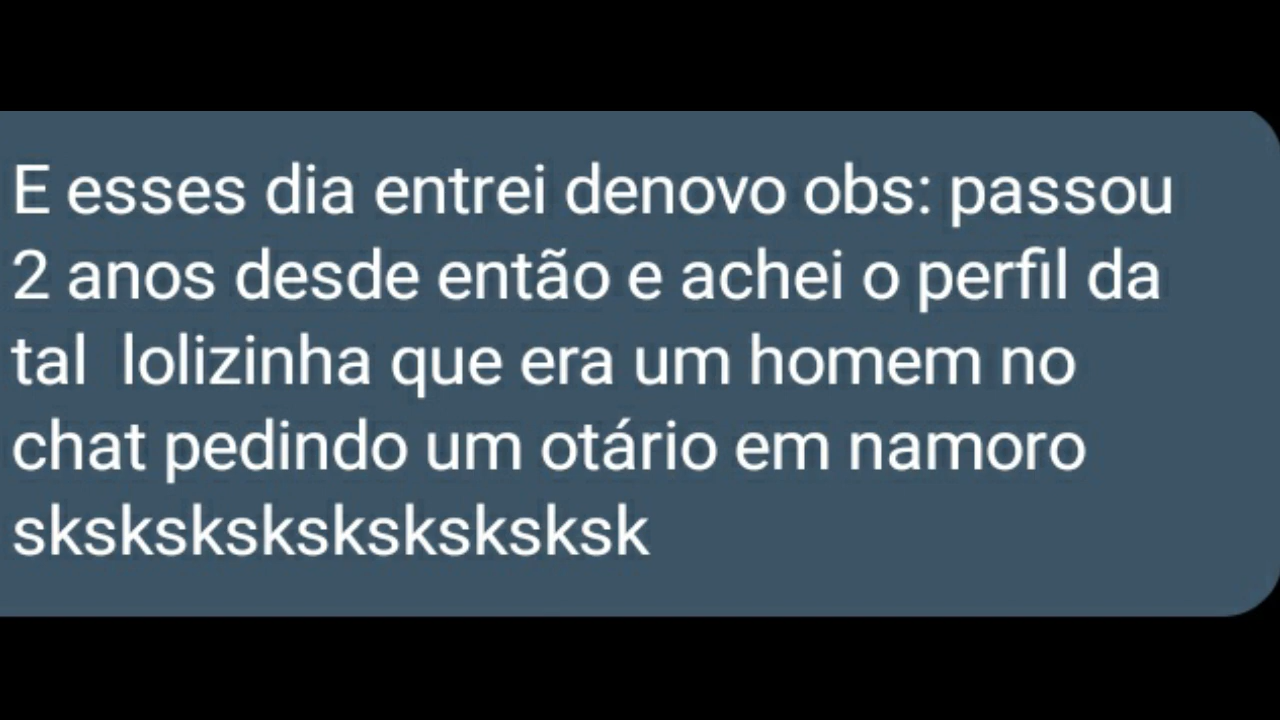 E esses dia entrei denovo obs: passou
2 anos desde então e achei o perfil da
tal  lolizinha que era um homem no
chat pedindo um otário em namoro
sksksksksksksksksk